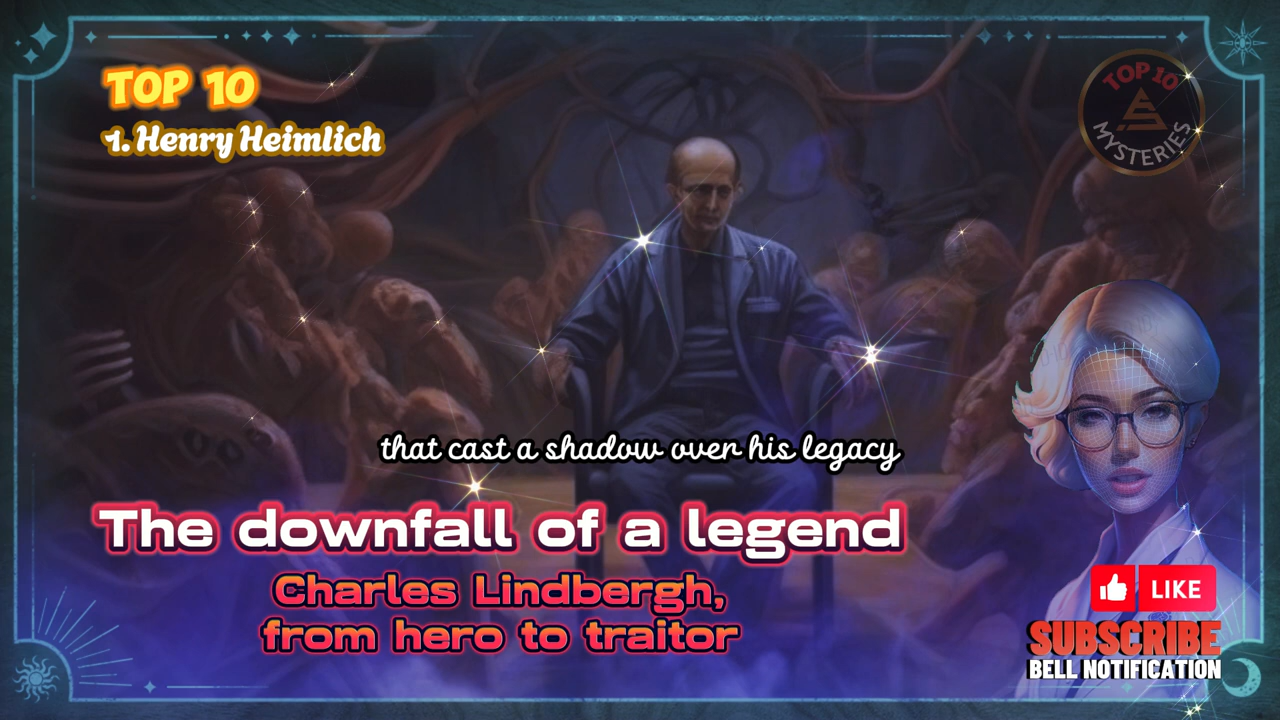 TOP 10
1. Henry Heimlich
TOP 10
MYSTERIES
that cast a shadow over his legacy
The downfall of a legend
Charles Lindbergh,
from hero to traitor
LIKE
SUBSCRIBE
BELL NOTIFICATION